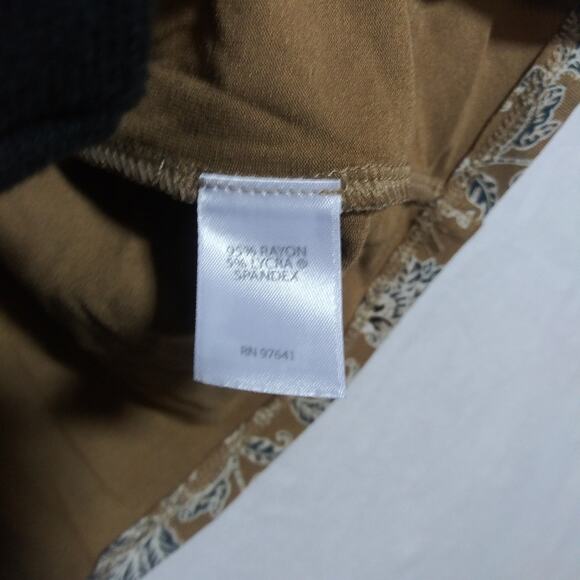 95% RAYON
5% LYCRA ®
SPANDEX
RN 97641